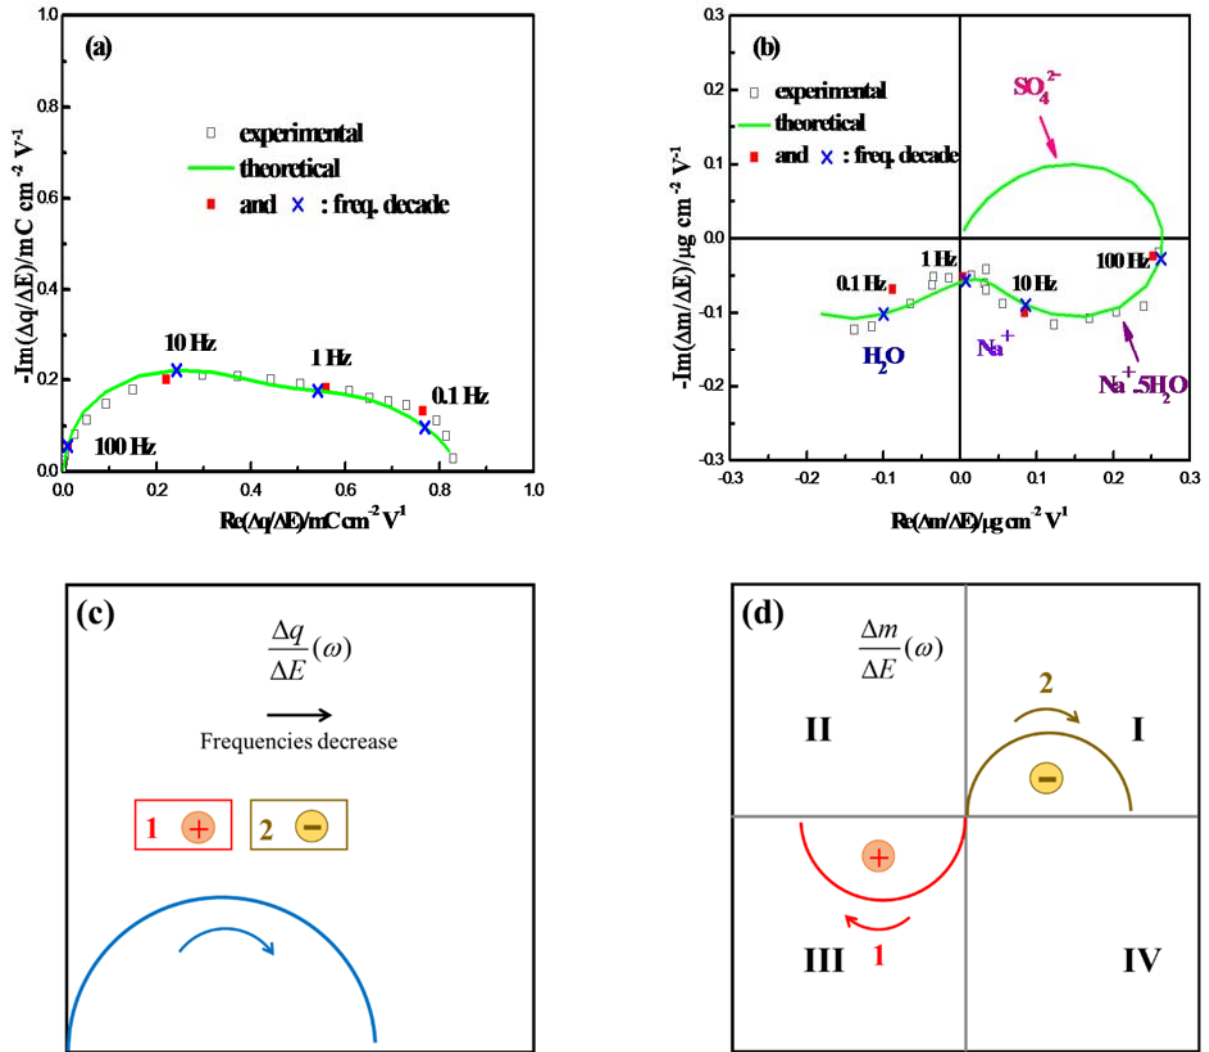 (a)
1.0
0.8
0.6
0.4
0.2
0.0
-Im(Δq/ΔE)/mC cm⁻² V⁻¹
experimental
theoretical
and × : freq. decade
10 Hz
1 Hz
0.1 Hz
100 Hz
0.0 0.2 0.4 0.6 0.8 1.0
Re(Δq/ΔE)/mC cm⁻² V¹
(b)
0.3
0.2
0.1
0.0
-0.1
-0.2
-0.3
-Im(Δm/ΔE)/µg cm⁻² V⁻¹
SO₄²⁻
experimental
theoretical
and × : freq. decade
1 Hz
100 Hz
0.1 Hz
10 Hz
H₂O
Na⁺
Na⁺.5H₂O
-0.3 -0.2 -0.1 0.0 0.1 0.2 0.3
Re(Δm/ΔE)/µg cm⁻² V¹
(c)
Δq/ΔE (ω)
Frequencies decrease
1 +
2 −
(d)
Δm/ΔE (ω)
2
II
I
−
+
III
1
IV